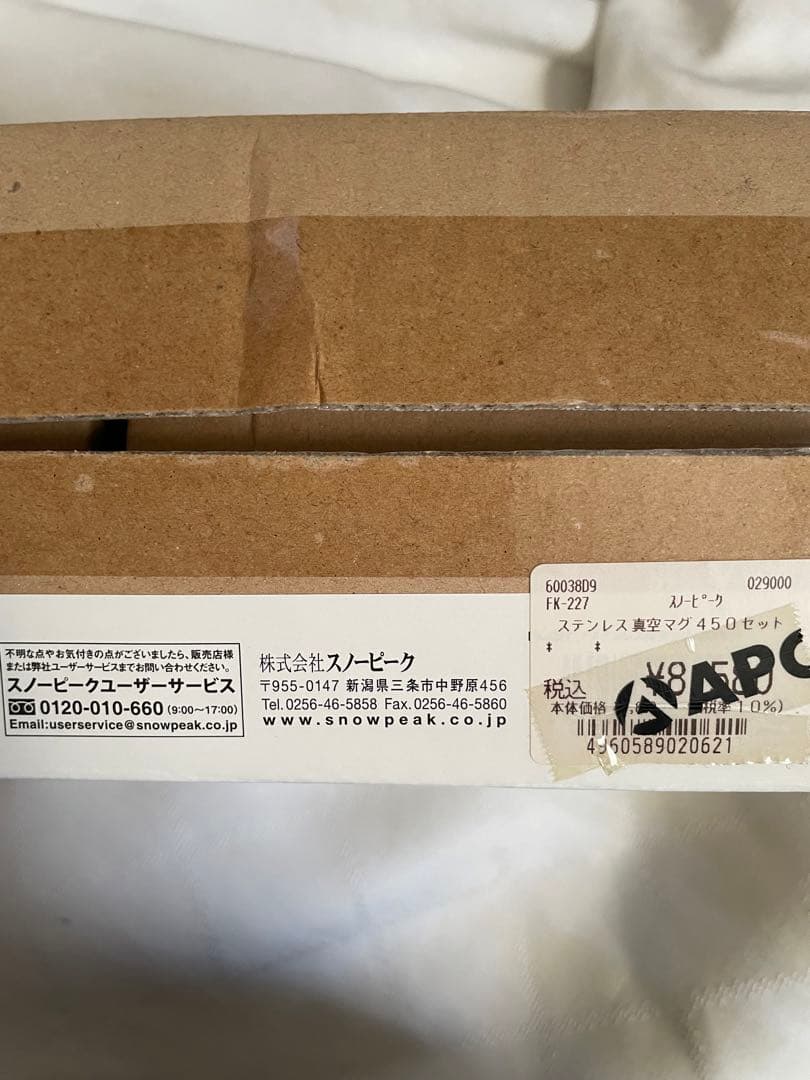 不明な点やお気付きの点がございましたら、販売店様
または弊社ユーザーサービスまでお問い合わせください。
スノーピークユーザーサービス
0120-010-660 (9:00〜17:00)
Email:userservice@snowpeak.co.jp
株式会社スノーピーク
〒955-0147 新潟県三条市中野原456
Tel.0256-46-5858 Fax.0256-46-5860
www.snowpeak.co.jp
60038D9 029000
FK-227 スノーピーク
ステンレス真空マグ450セット
* *
税込
本体価格 税率10%)
4960589020621
APC